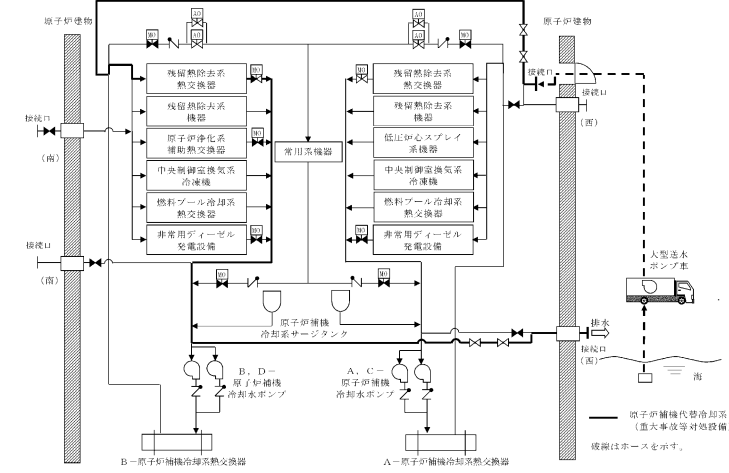 原子炉建物
原子炉建物
AO
AO
AO
AO
MO
MO
残留熱除去系
熱交換器
MO
MO
残留熱除去系
熱交換器
接続口
接続口
(西)
残留熱除去系
機器
残留熱除去系
機器
接続口
(南)
原子炉浄化系
補助熱交換器
MO
常用系機器
低圧炉心スプレイ
系機器
中央制御室換気系
冷凍機
中央制御室換気系
冷凍機
燃料プール冷却系
熱交換器
燃料プール冷却系
熱交換器
非常用ディーゼル
発電設備
MO
MO
非常用ディーゼル
発電設備
接続口
(南)
MO
MO
大型送水
ポンプ車
原子炉補機
冷却系サージタンク
排水
接続口
(西)
海
B,D-
原子炉補機
冷却水ポンプ
A,C-
原子炉補機
冷却水ポンプ
B-原子炉補機冷却系熱交換器
A-原子炉補機冷却系熱交換器
原子炉補機代替冷却系
(重大事故等対処設備)
破線はホースを示す。